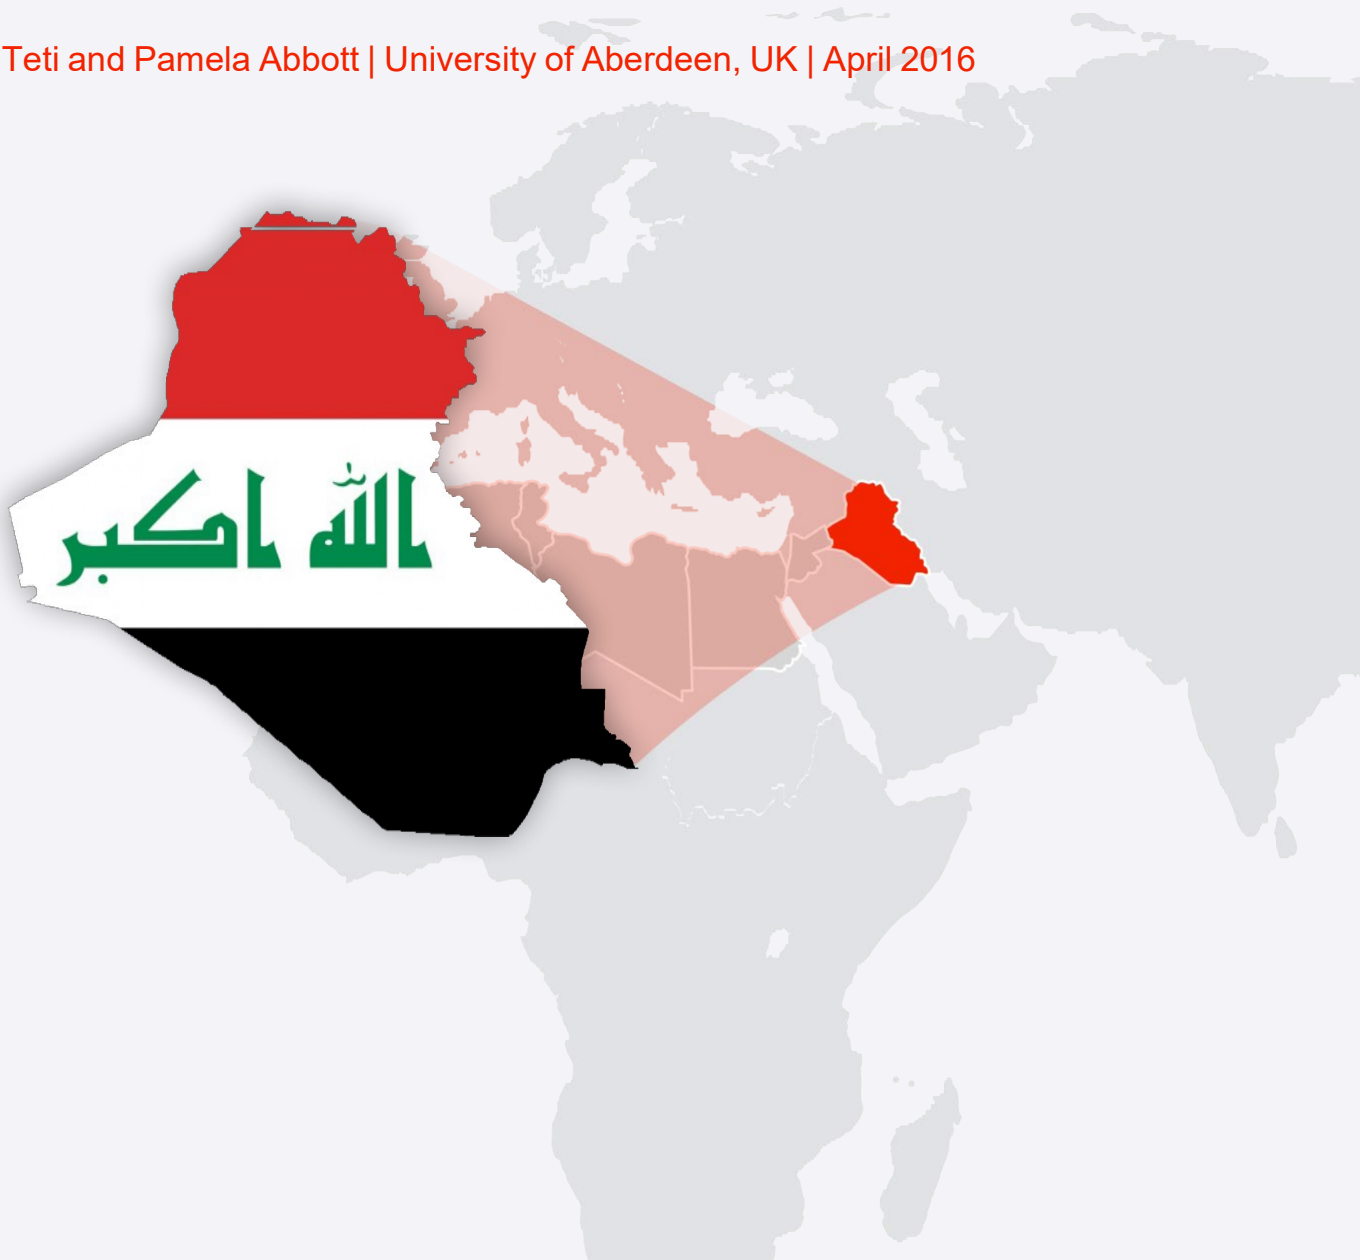 Teti and Pamela Abbott | University of Aberdeen, UK | April 2016
الله اكبر